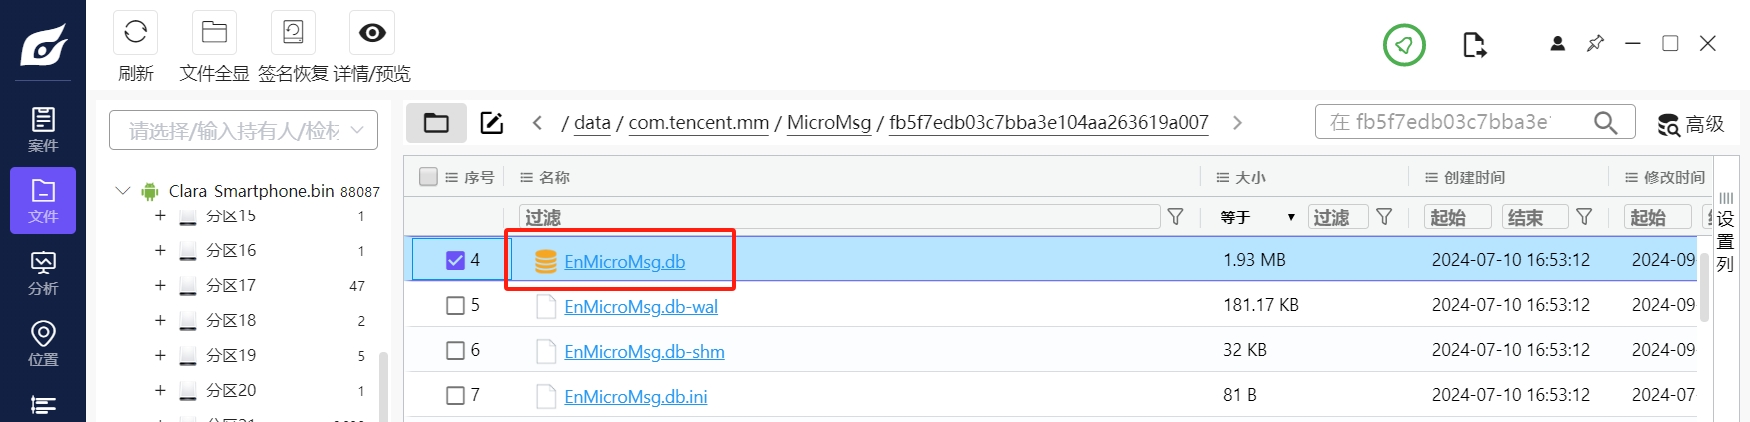 刷新 文件全显 签名恢复 详情/预览
请选择/输入持有人/检材
/ data / com.tencent.mm / MicroMsg / fb5f7edb03c7bba3e104aa263619a007
在 fb5f7edb03c7bba3e
高级
案件
文件
分析
位置
Clara Smartphone.bin 88087
分区15 1
分区16 1
分区17 47
分区18 2
分区19 5
分区20 1
序号 名称 大小 创建时间 修改时间
过滤 等于 过滤 起始 结束 起始
4 EnMicroMsg.db 1.93 MB 2024-07-10 16:53:12 2024-09-
5 EnMicroMsg.db-wal 181.17 KB 2024-07-10 16:53:12 2024-09
6 EnMicroMsg.db-shm 32 KB 2024-07-10 16:53:12 2024-09
7 EnMicroMsg.db.ini 81 B 2024-07-10 16:53:12 2024-07-
设置列